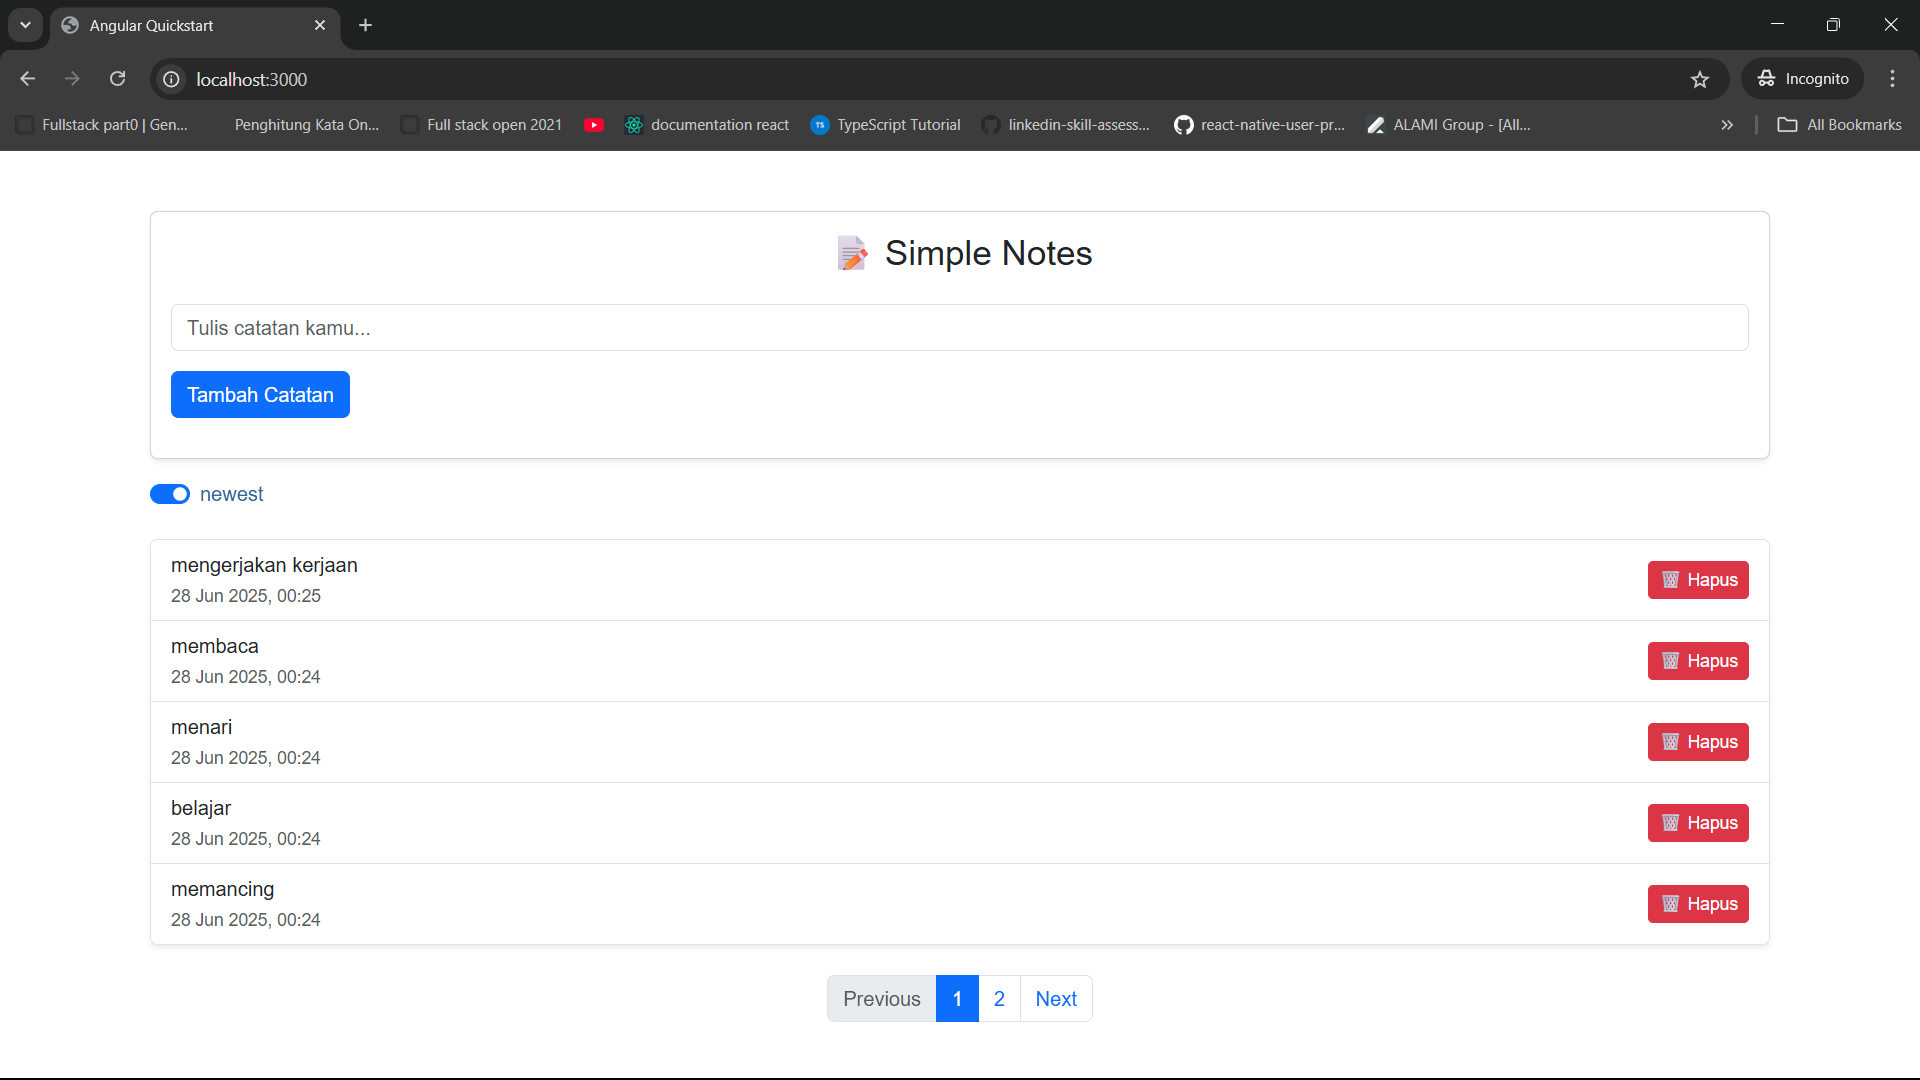 Angular Quickstart
localhost:3000
Incognito
Fullstack part0 | Gen... Penghitung Kata On... Full stack open 2021 documentation react TS TypeScript Tutorial linkedin-skill-assess... react-native-user-pr... ALAMI Group - [All... » All Bookmarks
Simple Notes
Tulis catatan kamu...
Tambah Catatan
newest
mengerjakan kerjaan
28 Jun 2025, 00:25
Hapus
membaca
28 Jun 2025, 00:24
Hapus
menari
28 Jun 2025, 00:24
Hapus
belajar
28 Jun 2025, 00:24
Hapus
memancing
28 Jun 2025, 00:24
Hapus
Previous 1 2 Next